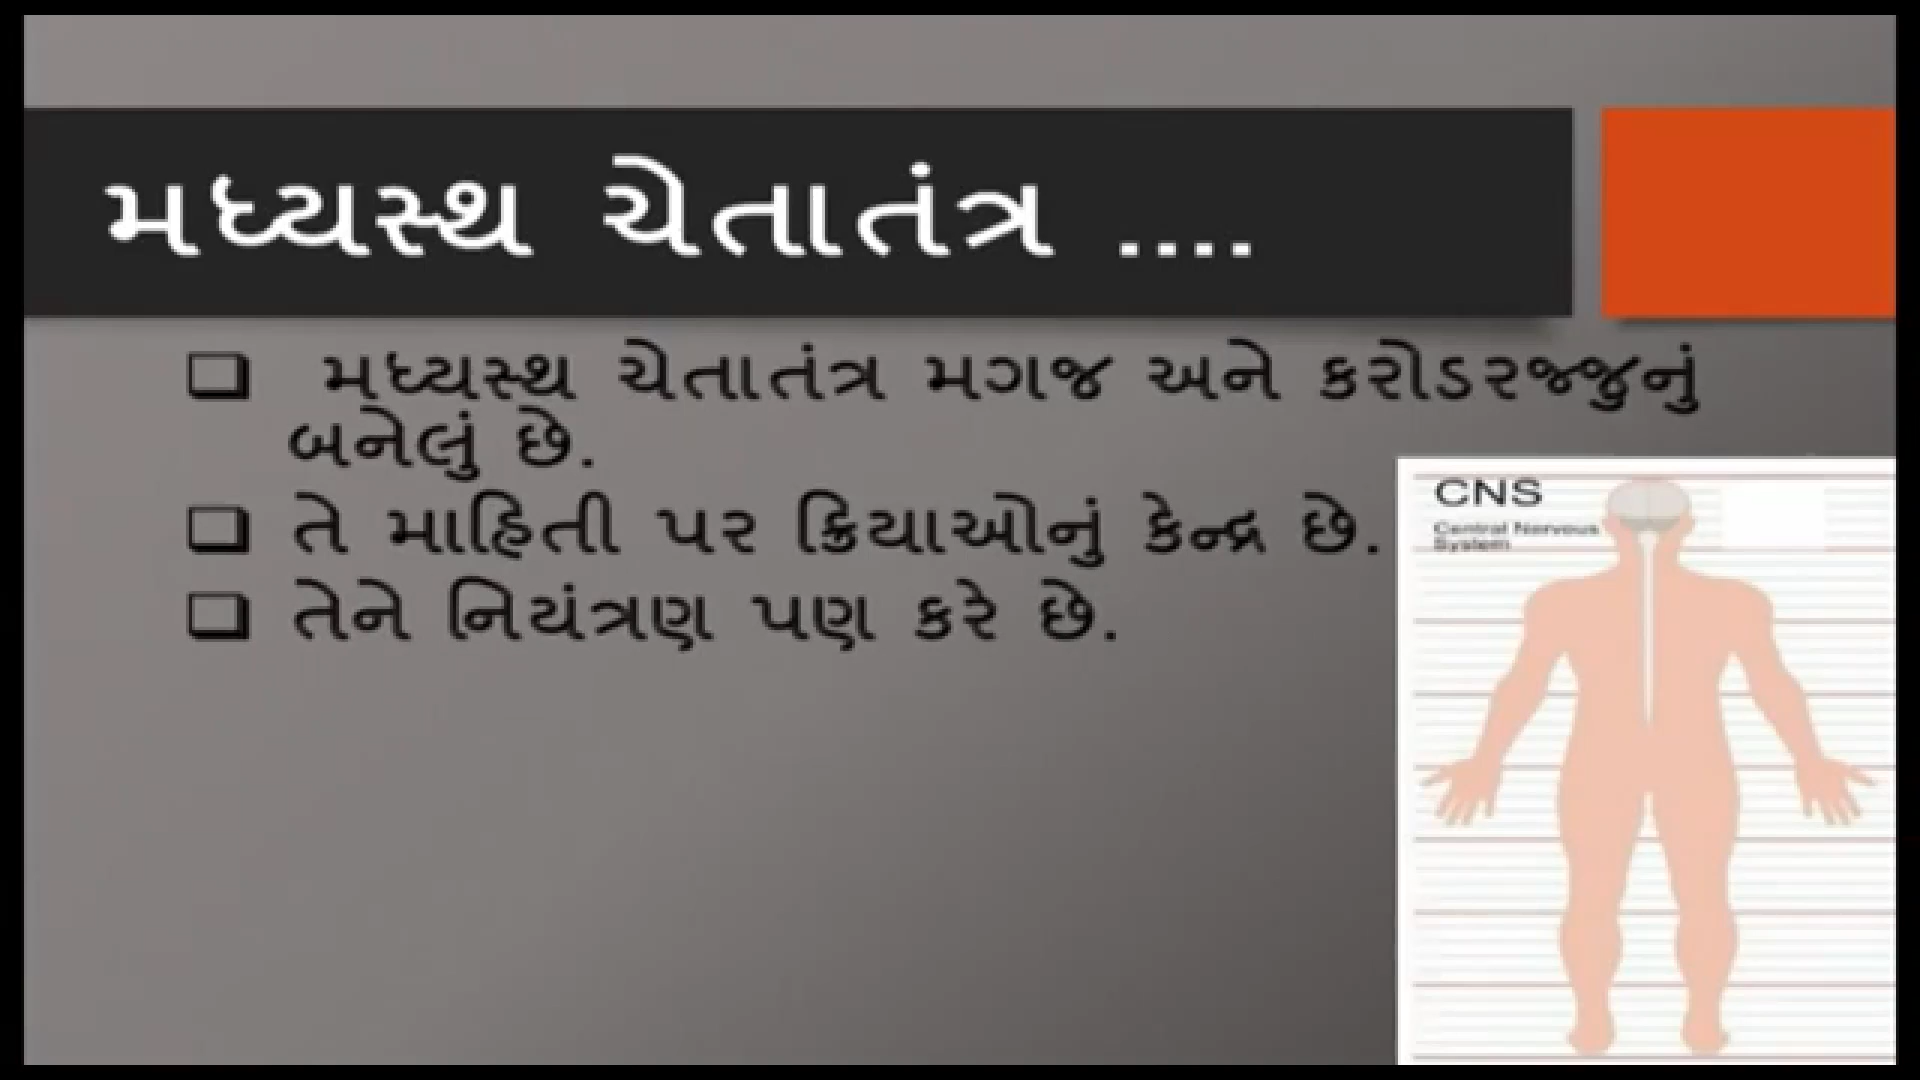 મધ્યસ્થ ચેતાતંત્ર ....
❑ મધ્યસ્થ ચેતાતંત્ર મગજ અને કરોડરજ્જુનું
બનેલું છે.
❑ તે માહિતી પર ક્રિયાઓનું કેન્દ્ર છે.
❑ તેને નિયંત્રણ પણ કરે છે.
CNS
Central Nervous
System